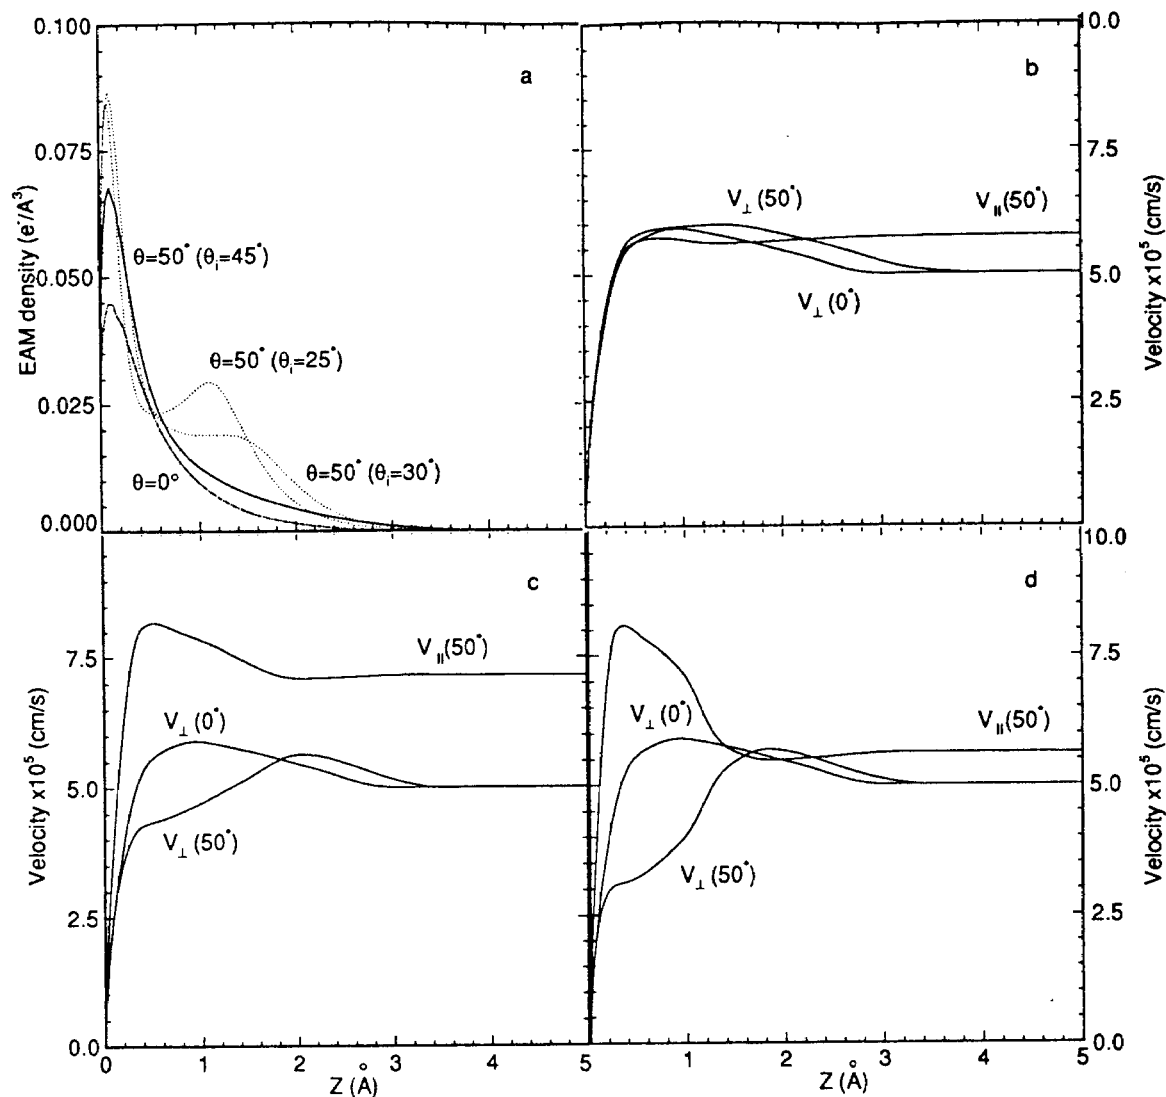 0.100
0.075
0.050
0.025
0.000
EAM density (e⁻/A³)
a
θ=50° (θᵢ=45°)
θ=50° (θᵢ=25°)
θ=50° (θᵢ=30°)
θ=0°
10.0
7.5
5.0
2.5
0.0
Velocity x10⁵ (cm/s)
b
V⊥(50°)
V∥(50°)
V⊥(0°)
c
7.5
5.0
2.5
0.0
Velocity x10⁵ (cm/s)
V∥(50°)
V⊥(0°)
V⊥(50°)
0 1 2 3 4 5
Z (Å)
d
10.0
7.5
5.0
2.5
0.0
Velocity x10⁵ (cm/s)
V⊥(0°)
V∥(50°)
V⊥(50°)
1 2 3 4 5
Z (Å)